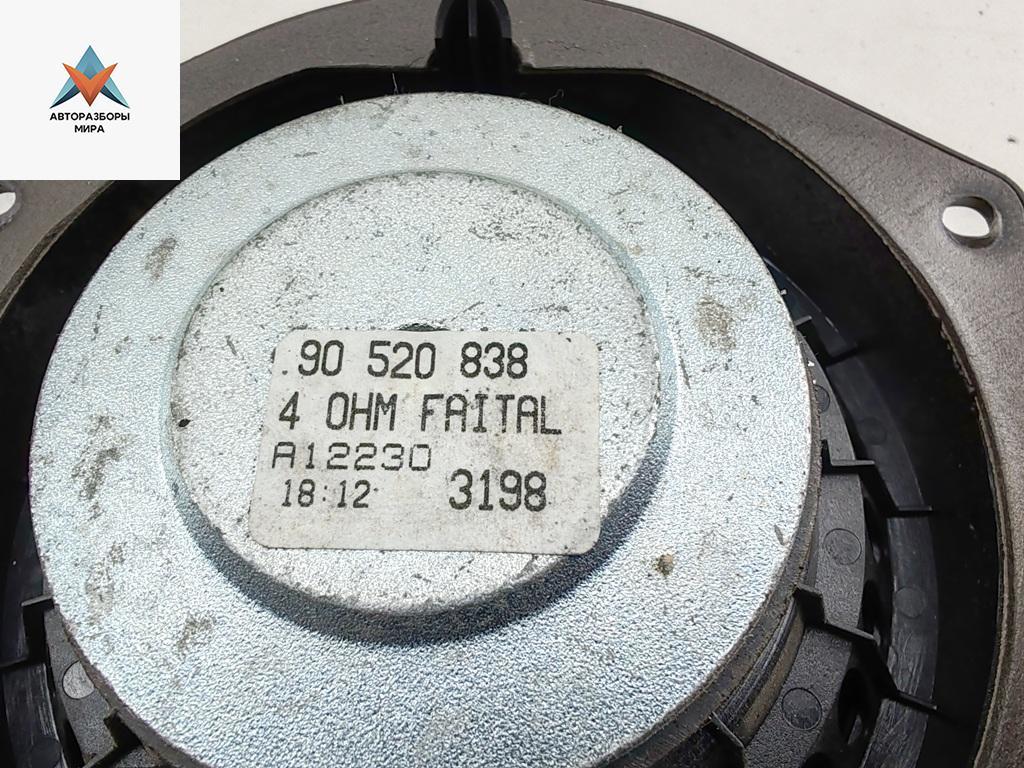 АВТОРАЗБОРЫ
МИРА
.90 520 838
4 OHM FAITAL
A12230
18:12 3198